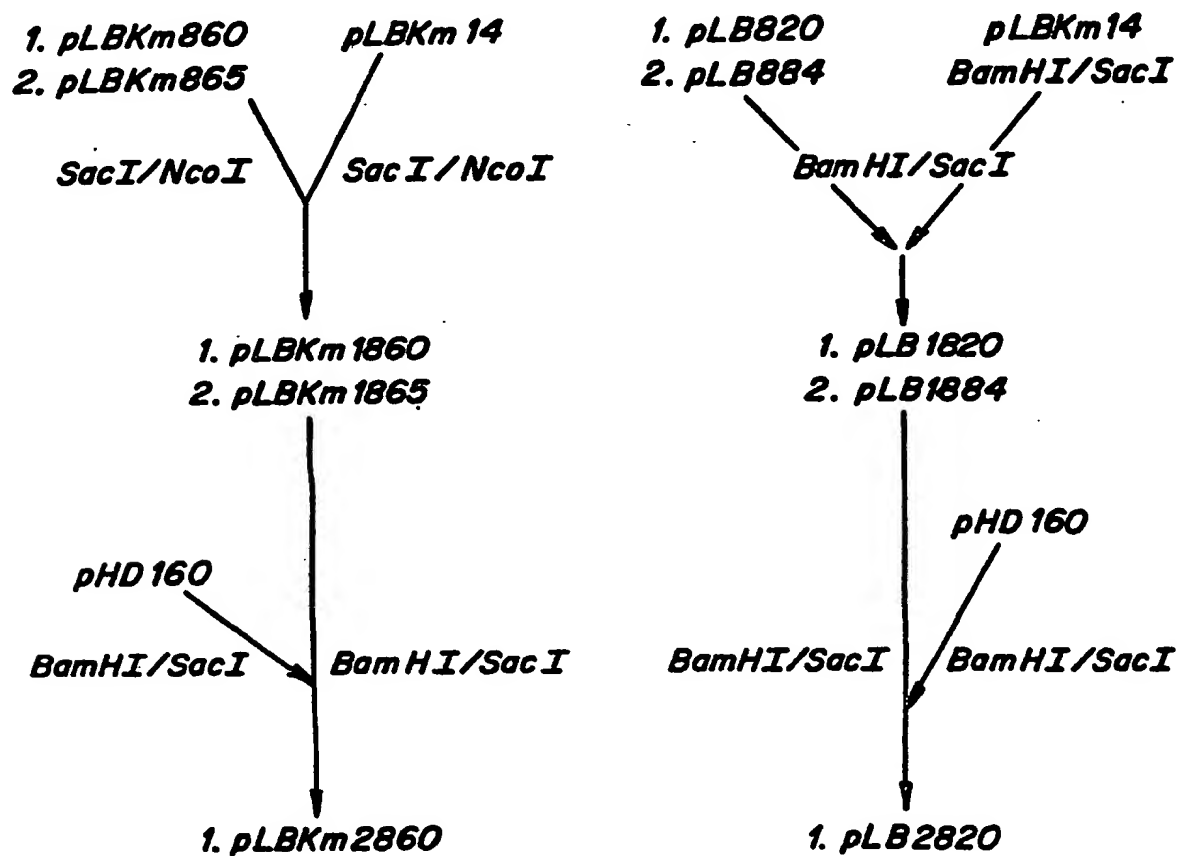 1. pLBKm860
2. pLBKm865
pLBKm14
SacI/NcoI
SacI/NcoI
1. pLBKm1860
2. pLBKm1865
pHD160
BamHI/SacI
BamHI/SacI
1. pLBKm2860
1. pLB820
2. pLB884
pLBKm14
BamHI/SacI
BamHI/SacI
1. pLB1820
2. pLB1884
pHD160
BamHI/SacI
BamHI/SacI
1. pLB2820